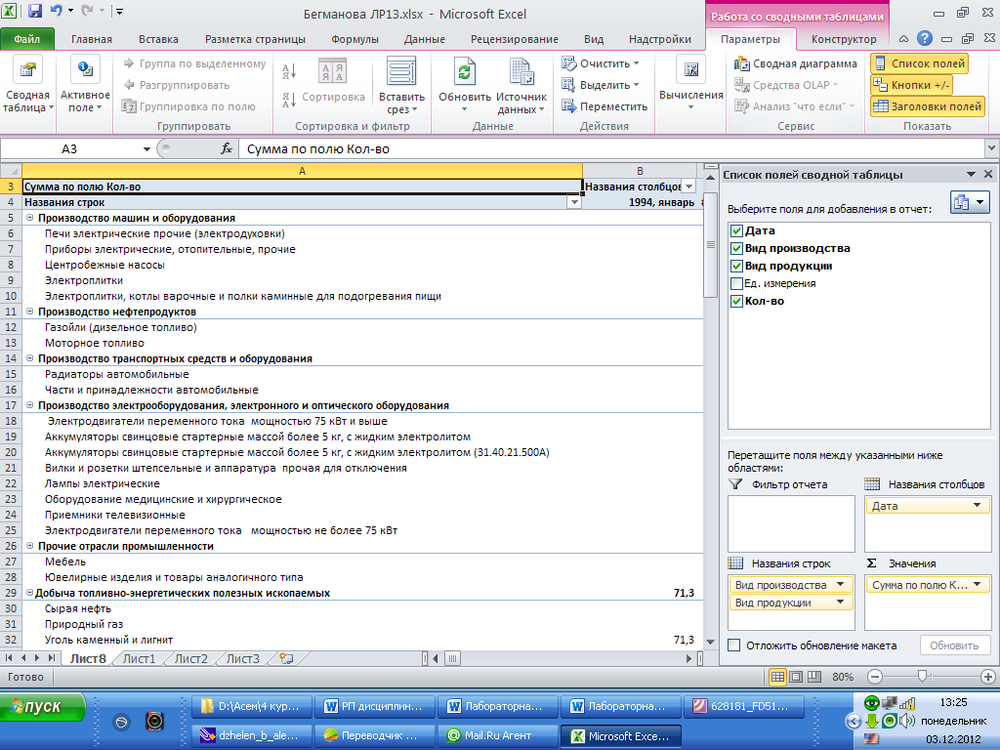 Бегманова ЛР13.xlsx - Microsoft Excel
Работа со сводными таблицами
Файл Главная Вставка Разметка страницы Формулы Данные Рецензирование Вид Надстройки Параметры Конструктор
Сводная таблица
Активное поле
Группа по выделенному
Разгруппировать
Группировка по полю
Группировать
Сортировка
Вставить срез
Сортировка и фильтр
Обновить
Источник данных
Данные
Очистить
Выделить
Переместить
Действия
Вычисления
Сводная диаграмма
Средства OLAP
Анализ "что если"
Сервис
Список полей
Кнопки +/-
Заголовки полей
Показать
A3 fx Сумма по полю Кол-во
A B
3 Сумма по полю Кол-во Названия столбцов
4 Названия строк 1994, январь #
5 Производство машин и оборудования
6 Печи электрические прочие (электродуховки)
7 Приборы электрические, отопительные, прочие
8 Центробежные насосы
9 Электроплитки
10 Электроплитки, котлы варочные и полки каминные для подогревания пищи
11 Производство нефтепродуктов
12 Газойли (дизельное топливо)
13 Моторное топливо
14 Производство транспортных средств и оборудования
15 Радиаторы автомобильные
16 Части и принадлежности автомобильные
17 Производство электрооборудования, электронного и оптического оборудования
18 Электродвигатели переменного тока мощностью 75 кВт и выше
19 Аккумуляторы свинцовые стартерные массой более 5 кг, с жидким электролитом
20 Аккумуляторы свинцовые стартерные массой более 5 кг, с жидким электролитом (31.40.21.500А)
21 Вилки и розетки штепсельные и аппаратура прочая для отключения
22 Лампы электрические
23 Оборудование медицинские и хирургическое
24 Приемники телевизионные
25 Электродвигатели переменного тока мощностью не более 75 кВт
26 Прочие отрасли промышленности
27 Мебель
28 Ювелирные изделия и товары аналогичного типа
29 Добыча топливно-энергетических полезных ископаемых 71,3
30 Сырая нефть
31 Природный газ
32 Уголь каменный и лигнит 71,3
Список полей сводной таблицы
Выберите поля для добавления в отчет:
Дата
Вид производства
Вид продукции
Ед. измерения
Кол-во
Перетащите поля между указанными ниже
областями:
Фильтр отчета Названия столбцов
Дата
Названия строк Σ Значения
Вид производства Сумма по полю К...
Вид продукции
Отложить обновление макета Обновить
Лист8 Лист1 Лист2 Лист3
Готово 80%
пуск
D:\Асем\4 кур... РП дисциплин... Лабораторна... Лабораторна... 628181_FD51...
dzhelen_b_ale... Переводчик ... Mail.Ru Агент Microsoft Exce...
13:25
понедельник
03.12.2012